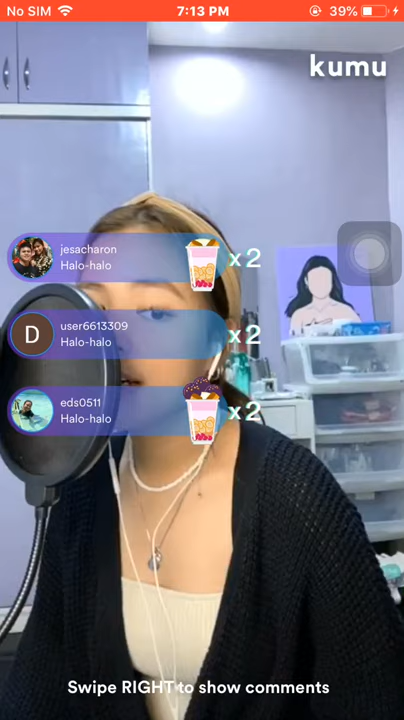 No SIM 7:13 PM 39%
kumu
jesacharon
Halo-halo
x2
D
user6613309
Halo-halo
x2
eds0511
Halo-halo
x2
Swipe RIGHT to show comments